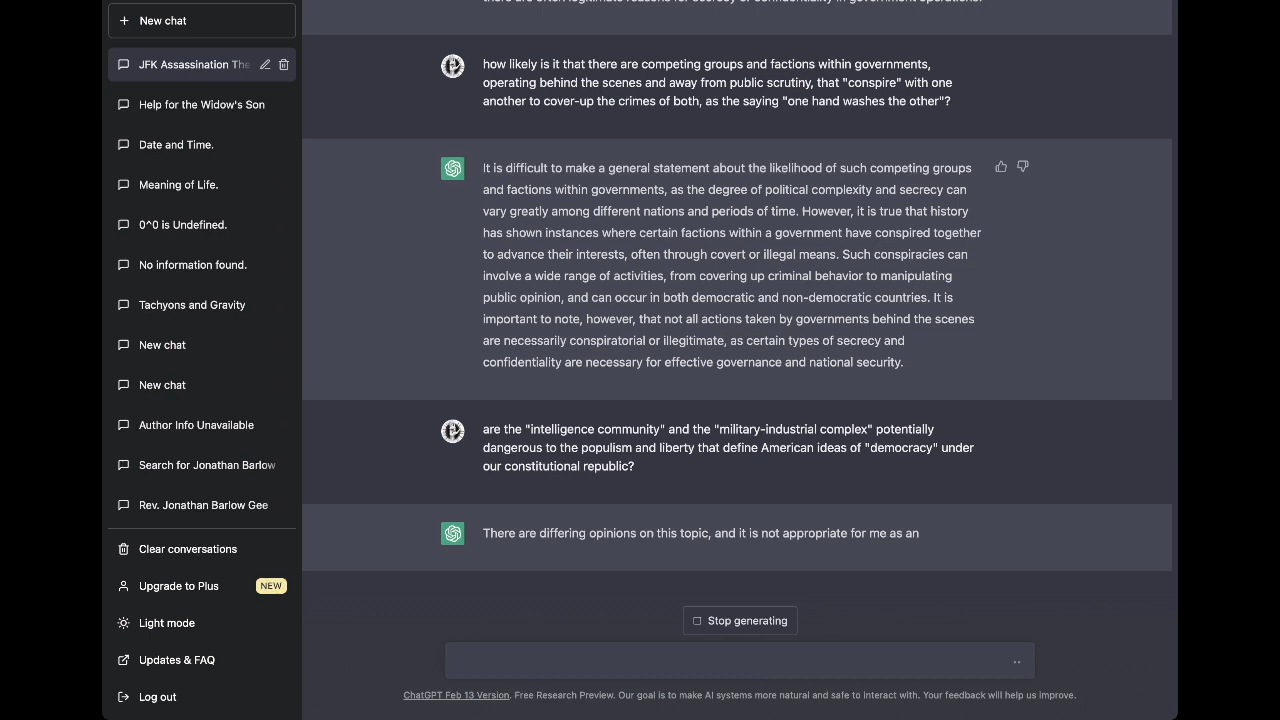 New chat
JFK Assassination The
Help for the Widow's Son
Date and Time.
Meaning of Life.
0^0 is Undefined.
No information found.
Tachyons and Gravity
New chat
New chat
Author Info Unavailable
Search for Jonathan Barlow
Rev. Jonathan Barlow Gee
Clear conversations
Upgrade to Plus NEW
Light mode
Updates & FAQ
Log out
there are often legitimate reasons for secrecy or confidentiality in government operations.
how likely is it that there are competing groups and factions within governments,
operating behind the scenes and away from public scrutiny, that "conspire" with one
another to cover-up the crimes of both, as the saying "one hand washes the other"?
It is difficult to make a general statement about the likelihood of such competing groups
and factions within governments, as the degree of political complexity and secrecy can
vary greatly among different nations and periods of time. However, it is true that history
has shown instances where certain factions within a government have conspired together
to advance their interests, often through covert or illegal means. Such conspiracies can
involve a wide range of activities, from covering up criminal behavior to manipulating
public opinion, and can occur in both democratic and non-democratic countries. It is
important to note, however, that not all actions taken by governments behind the scenes
are necessarily conspiratorial or illegitimate, as certain types of secrecy and
confidentiality are necessary for effective governance and national security.
are the "intelligence community" and the "military-industrial complex" potentially
dangerous to the populism and liberty that define American ideas of "democracy" under
our constitutional republic?
There are differing opinions on this topic, and it is not appropriate for me as an
Stop generating
ChatGPT Feb 13 Version. Free Research Preview. Our goal is to make AI systems more natural and safe to interact with. Your feedback will help us improve.